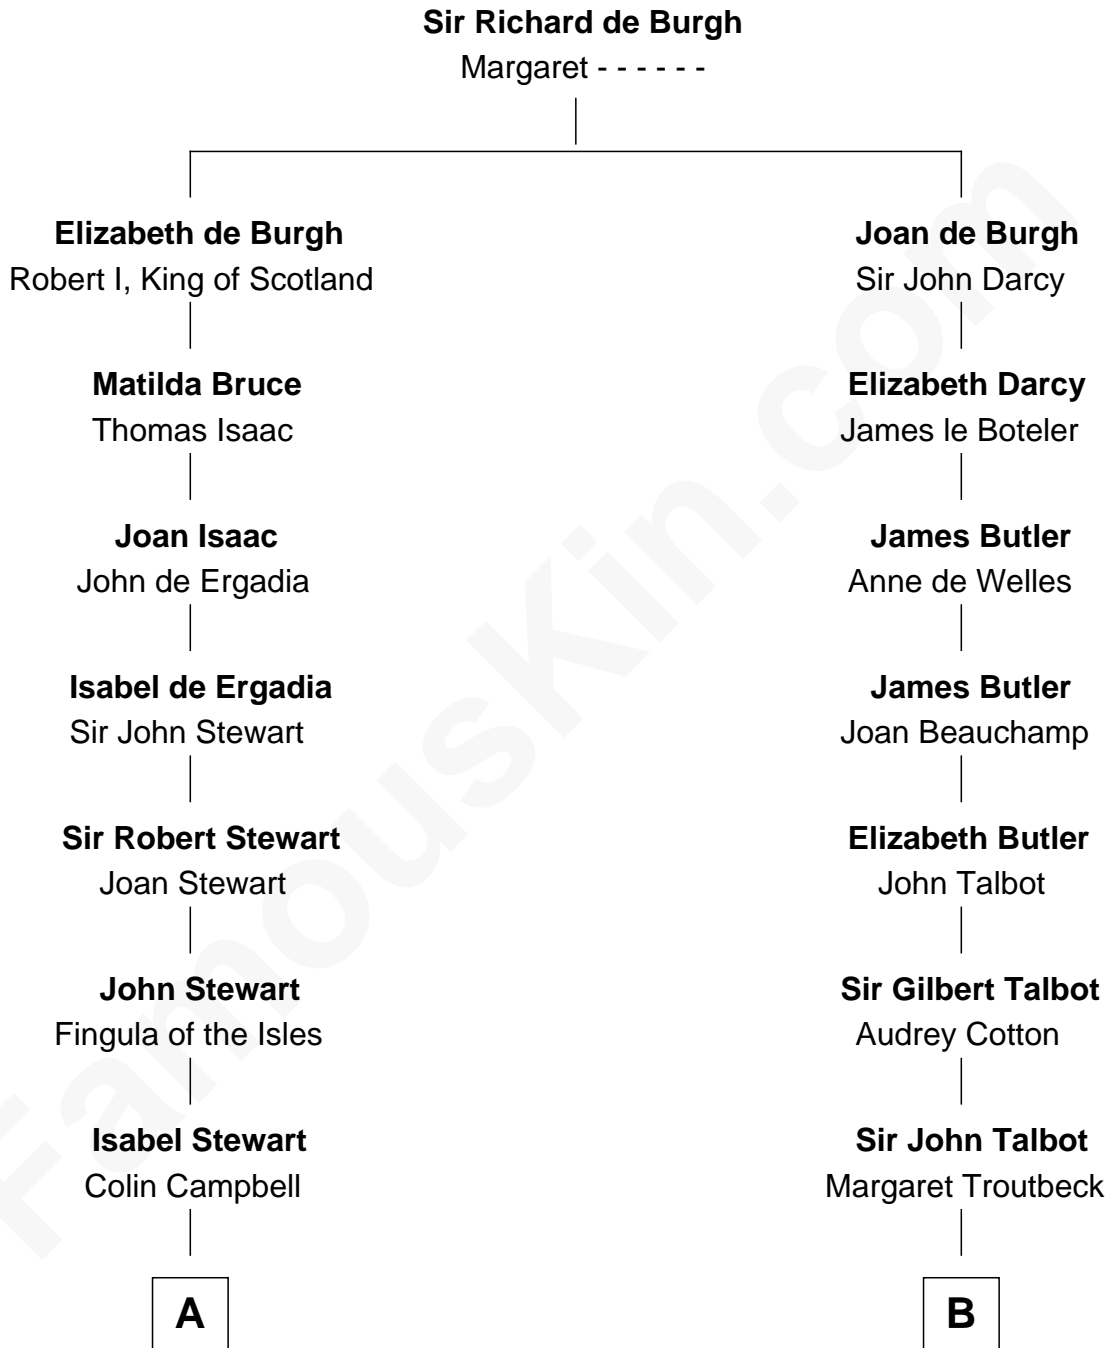 Sir Richard de Burgh
Margaret - - - - - -
Elizabeth de Burgh
Robert I, King of Scotland
Joan de Burgh
Sir John Darcy
Matilda Bruce
Thomas Isaac
Elizabeth Darcy
James le Boteler
Joan Isaac
John de Ergadia
James Butler
Anne de Welles
Isabel de Ergadia
Sir John Stewart
James Butler
Joan Beauchamp
Sir Robert Stewart
Joan Stewart
Elizabeth Butler
John Talbot
John Stewart
Fingula of the Isles
Sir Gilbert Talbot
Audrey Cotton
Isabel Stewart
Colin Campbell
Sir John Talbot
Margaret Troutbeck
A
B
FamousKin.com